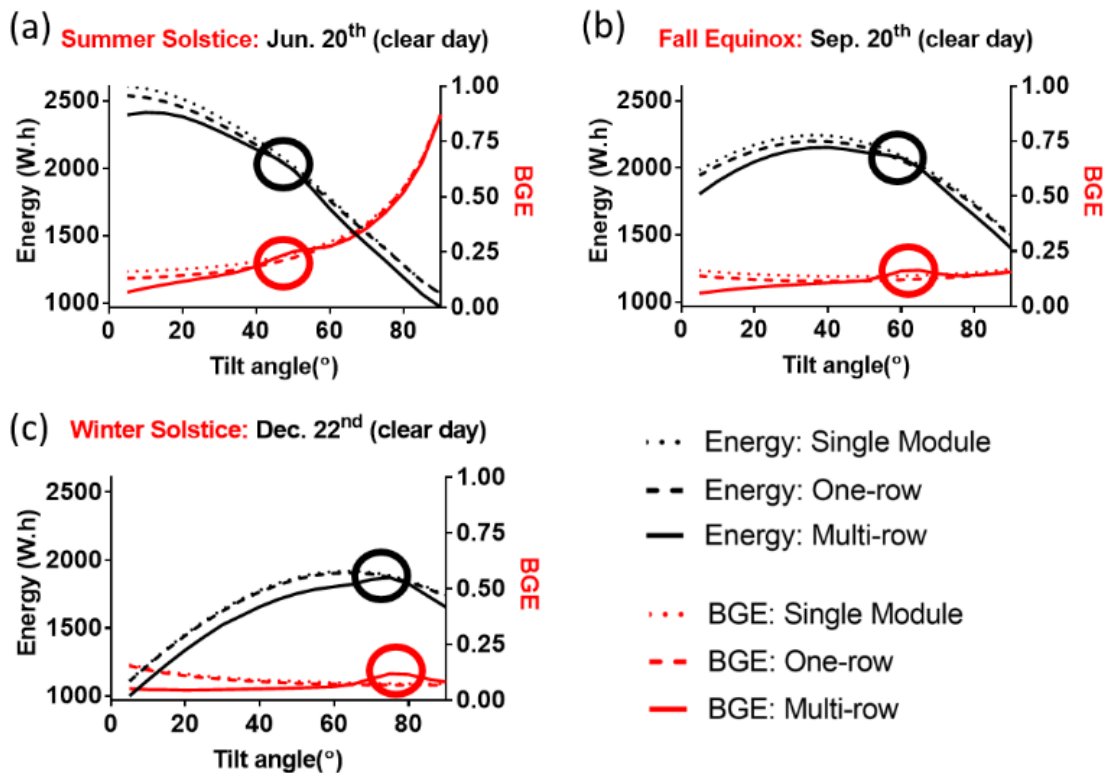 (a) Summer Solstice: Jun. 20th (clear day)
Energy (W.h)
2500
2000
1500
1000
1.00
0.75
0.50
0.25
0.00
BGE
0 20 40 60 80
Tilt angle(°)
(b) Fall Equinox: Sep. 20th (clear day)
Energy (W.h)
2500
2000
1500
1000
1.00
0.75
0.50
0.25
0.00
BGE
0 20 40 60 80
Tilt angle(°)
(c) Winter Solstice: Dec. 22nd (clear day)
Energy (W.h)
2500
2000
1500
1000
1.00
0.75
0.50
0.25
0.00
BGE
0 20 40 60 80
Tilt angle(°)
Energy: Single Module
Energy: One-row
Energy: Multi-row
BGE: Single Module
BGE: One-row
BGE: Multi-row